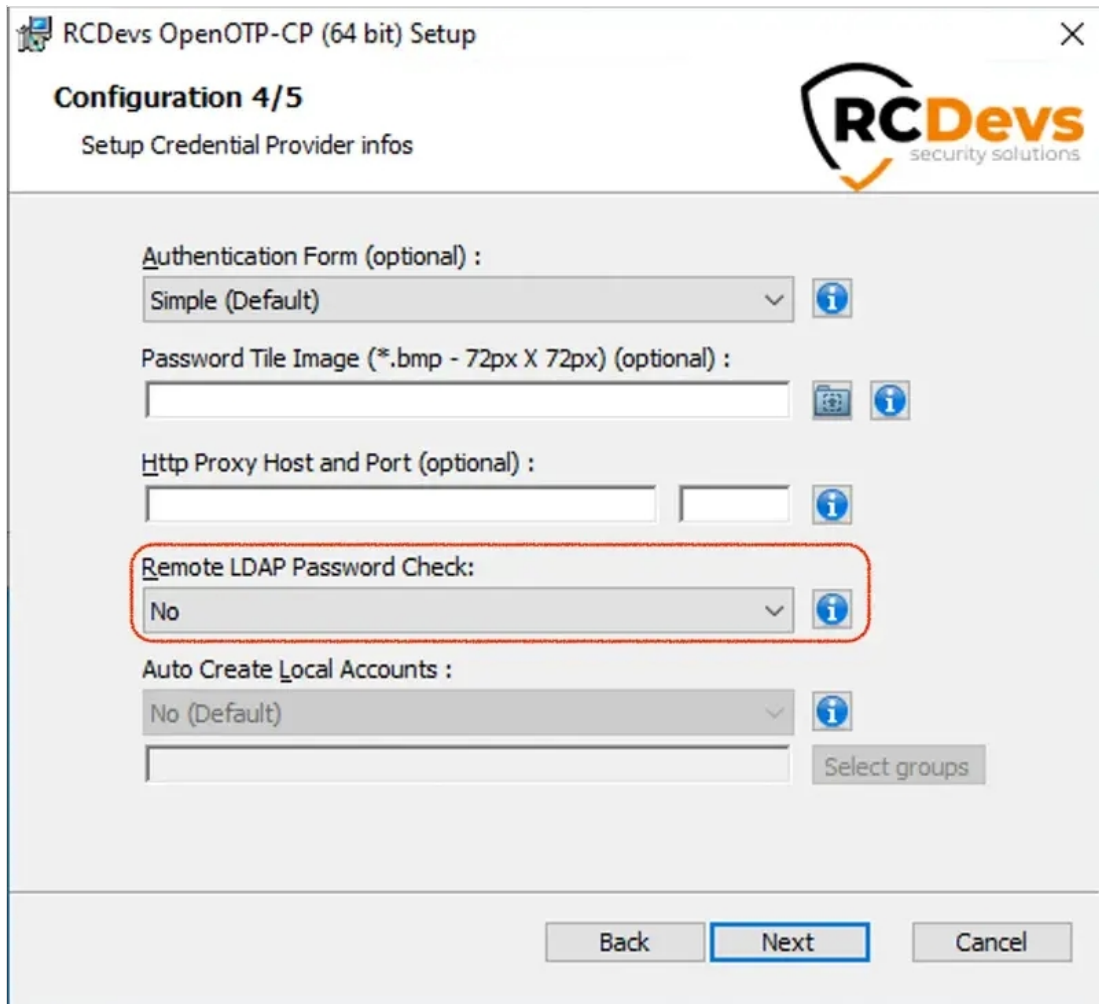 RCDevs OpenOTP-CP (64 bit) Setup
Configuration 4/5
Setup Credential Provider infos
RCDevs
security solutions
Authentication Form (optional) :
Simple (Default)
Password Tile Image (*.bmp - 72px X 72px) (optional) :
Http Proxy Host and Port (optional) :
Remote LDAP Password Check:
No
Auto Create Local Accounts :
No (Default)
Select groups
Back Next Cancel